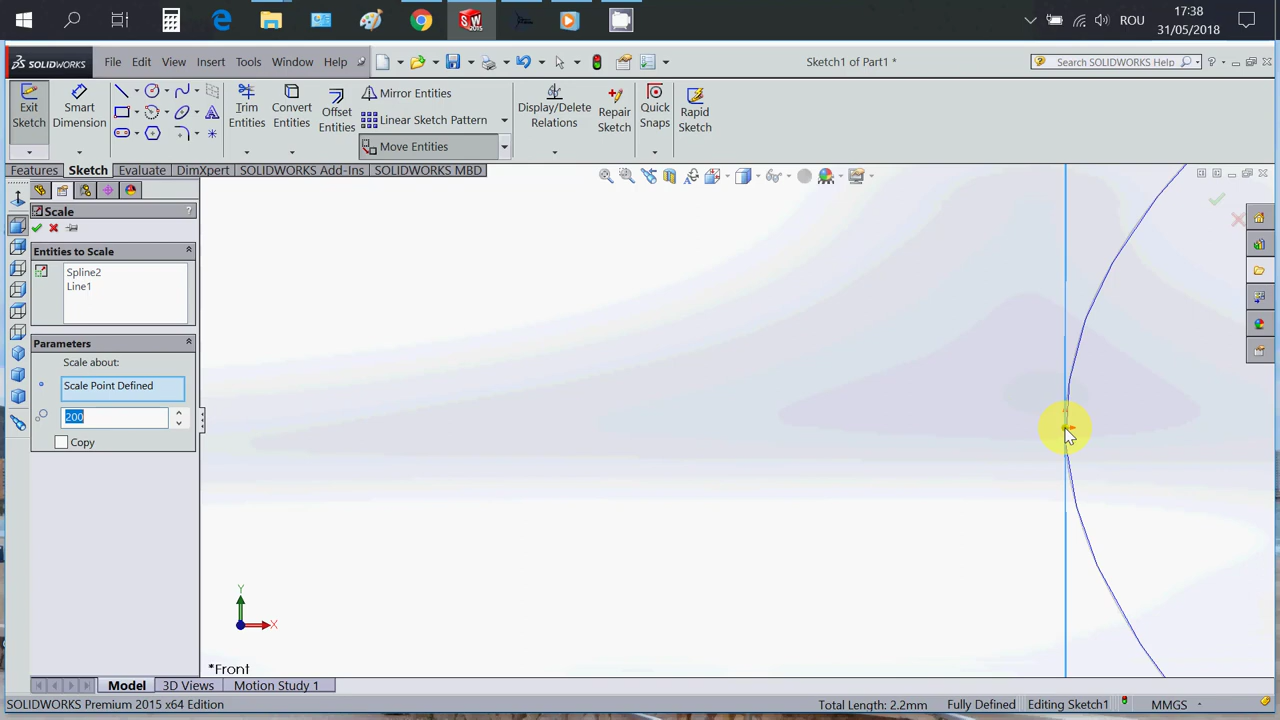 ROU
17:38
31/05/2018
SOLIDWORKS
File Edit View Insert Tools Window Help
Sketch1 of Part1 *
Search SOLIDWORKS Help
Exit Sketch
Smart Dimension
Trim Entities
Convert Entities
Offset Entities
Mirror Entities
Linear Sketch Pattern
Move Entities
Display/Delete Relations
Repair Sketch
Quick Snaps
Rapid Sketch
Features Sketch Evaluate DimXpert SOLIDWORKS Add-Ins SOLIDWORKS MBD
Scale
?
Entities to Scale
Spline2
Line1
Parameters
Scale about:
Scale Point Defined
200
Copy
Y
X
*Front
Model 3D Views Motion Study 1
SOLIDWORKS Premium 2015 x64 Edition
Total Length: 2.2mm Fully Defined Editing Sketch1 MMGS